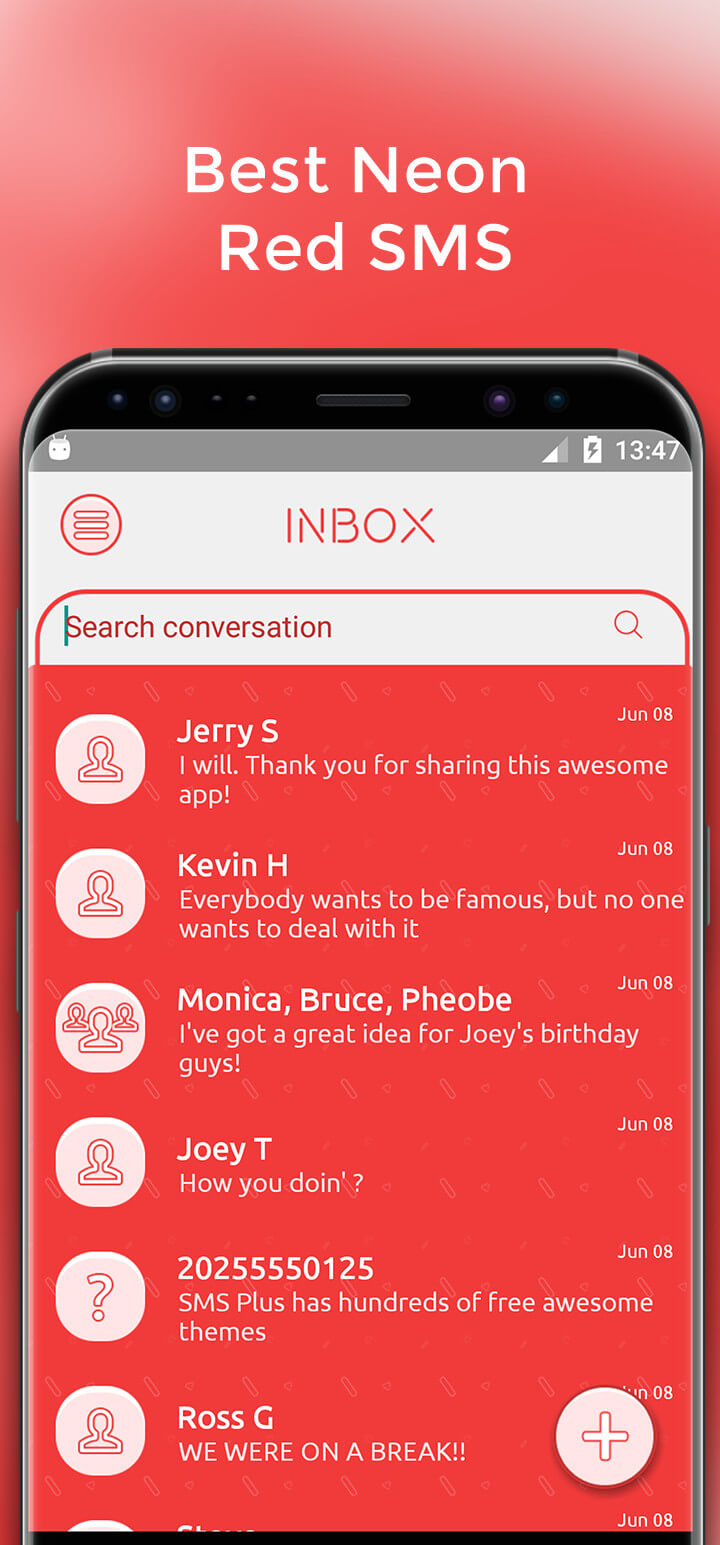 Best Neon
Red SMS
13:47
INBOX
Search conversation
Jun 08
Jerry S
I will. Thank you for sharing this awesome
app!
Jun 08
Kevin H
Everybody wants to be famous, but no one
wants to deal with it
Jun 08
Monica, Bruce, Pheobe
I've got a great idea for Joey's birthday
guys!
Jun 08
Joey T
How you doin' ?
Jun 08
20255550125
SMS Plus has hundreds of free awesome
themes
08
Ross G
WE WERE ON A BREAK!!
Jun 08